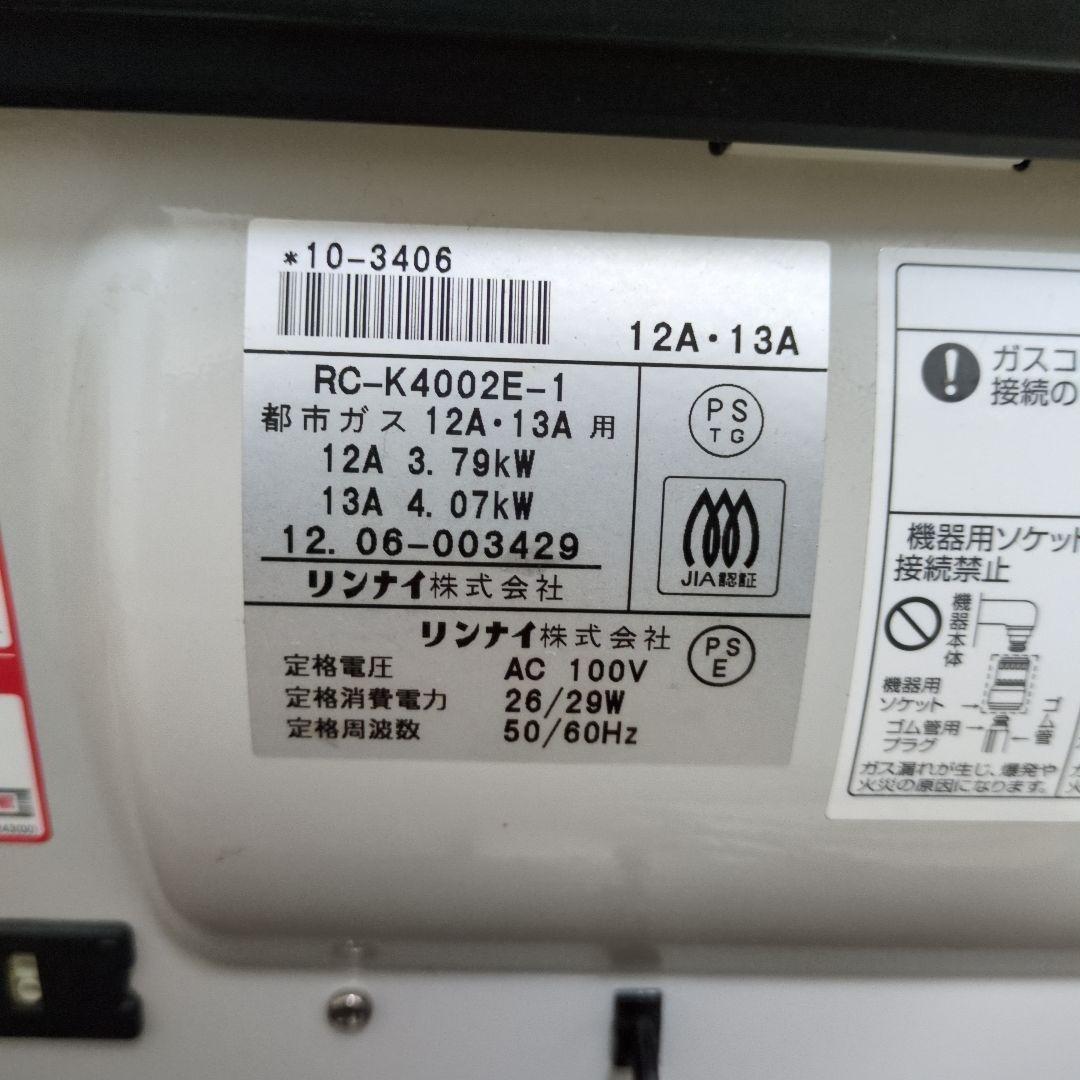 *10-3406
12A・13A
RC-K4002E-1
都市ガス 12A・13A 用
12A 3.79kW
13A 4.07kW
12.06-003429
リンナイ株式会社
PS
TG
JIA認証
リンナイ株式会社
PS
E
定格電圧 AC 100V
定格消費電力 26/29W
定格周波数 50/60Hz
ガスコ
接続の
機器用ソケット
接続禁止
機器本体
機器用
ソケット
ゴム管用
プラグ
ゴム管
ガス漏れが生じ、爆発や
火災の原因になります。